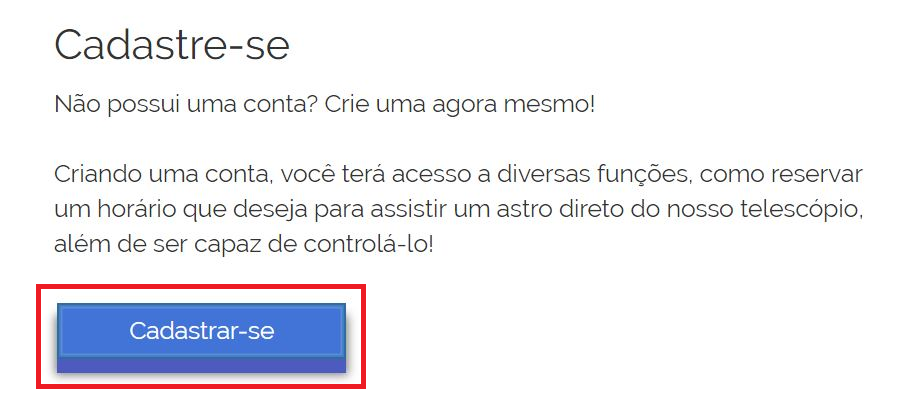 Cadastre-se
Não possui uma conta? Crie uma agora mesmo!
Criando uma conta, você terá acesso a diversas funções, como reservar
um horário que deseja para assistir um astro direto do nosso telescópio,
além de ser capaz de controlá-lo!
Cadastrar-se